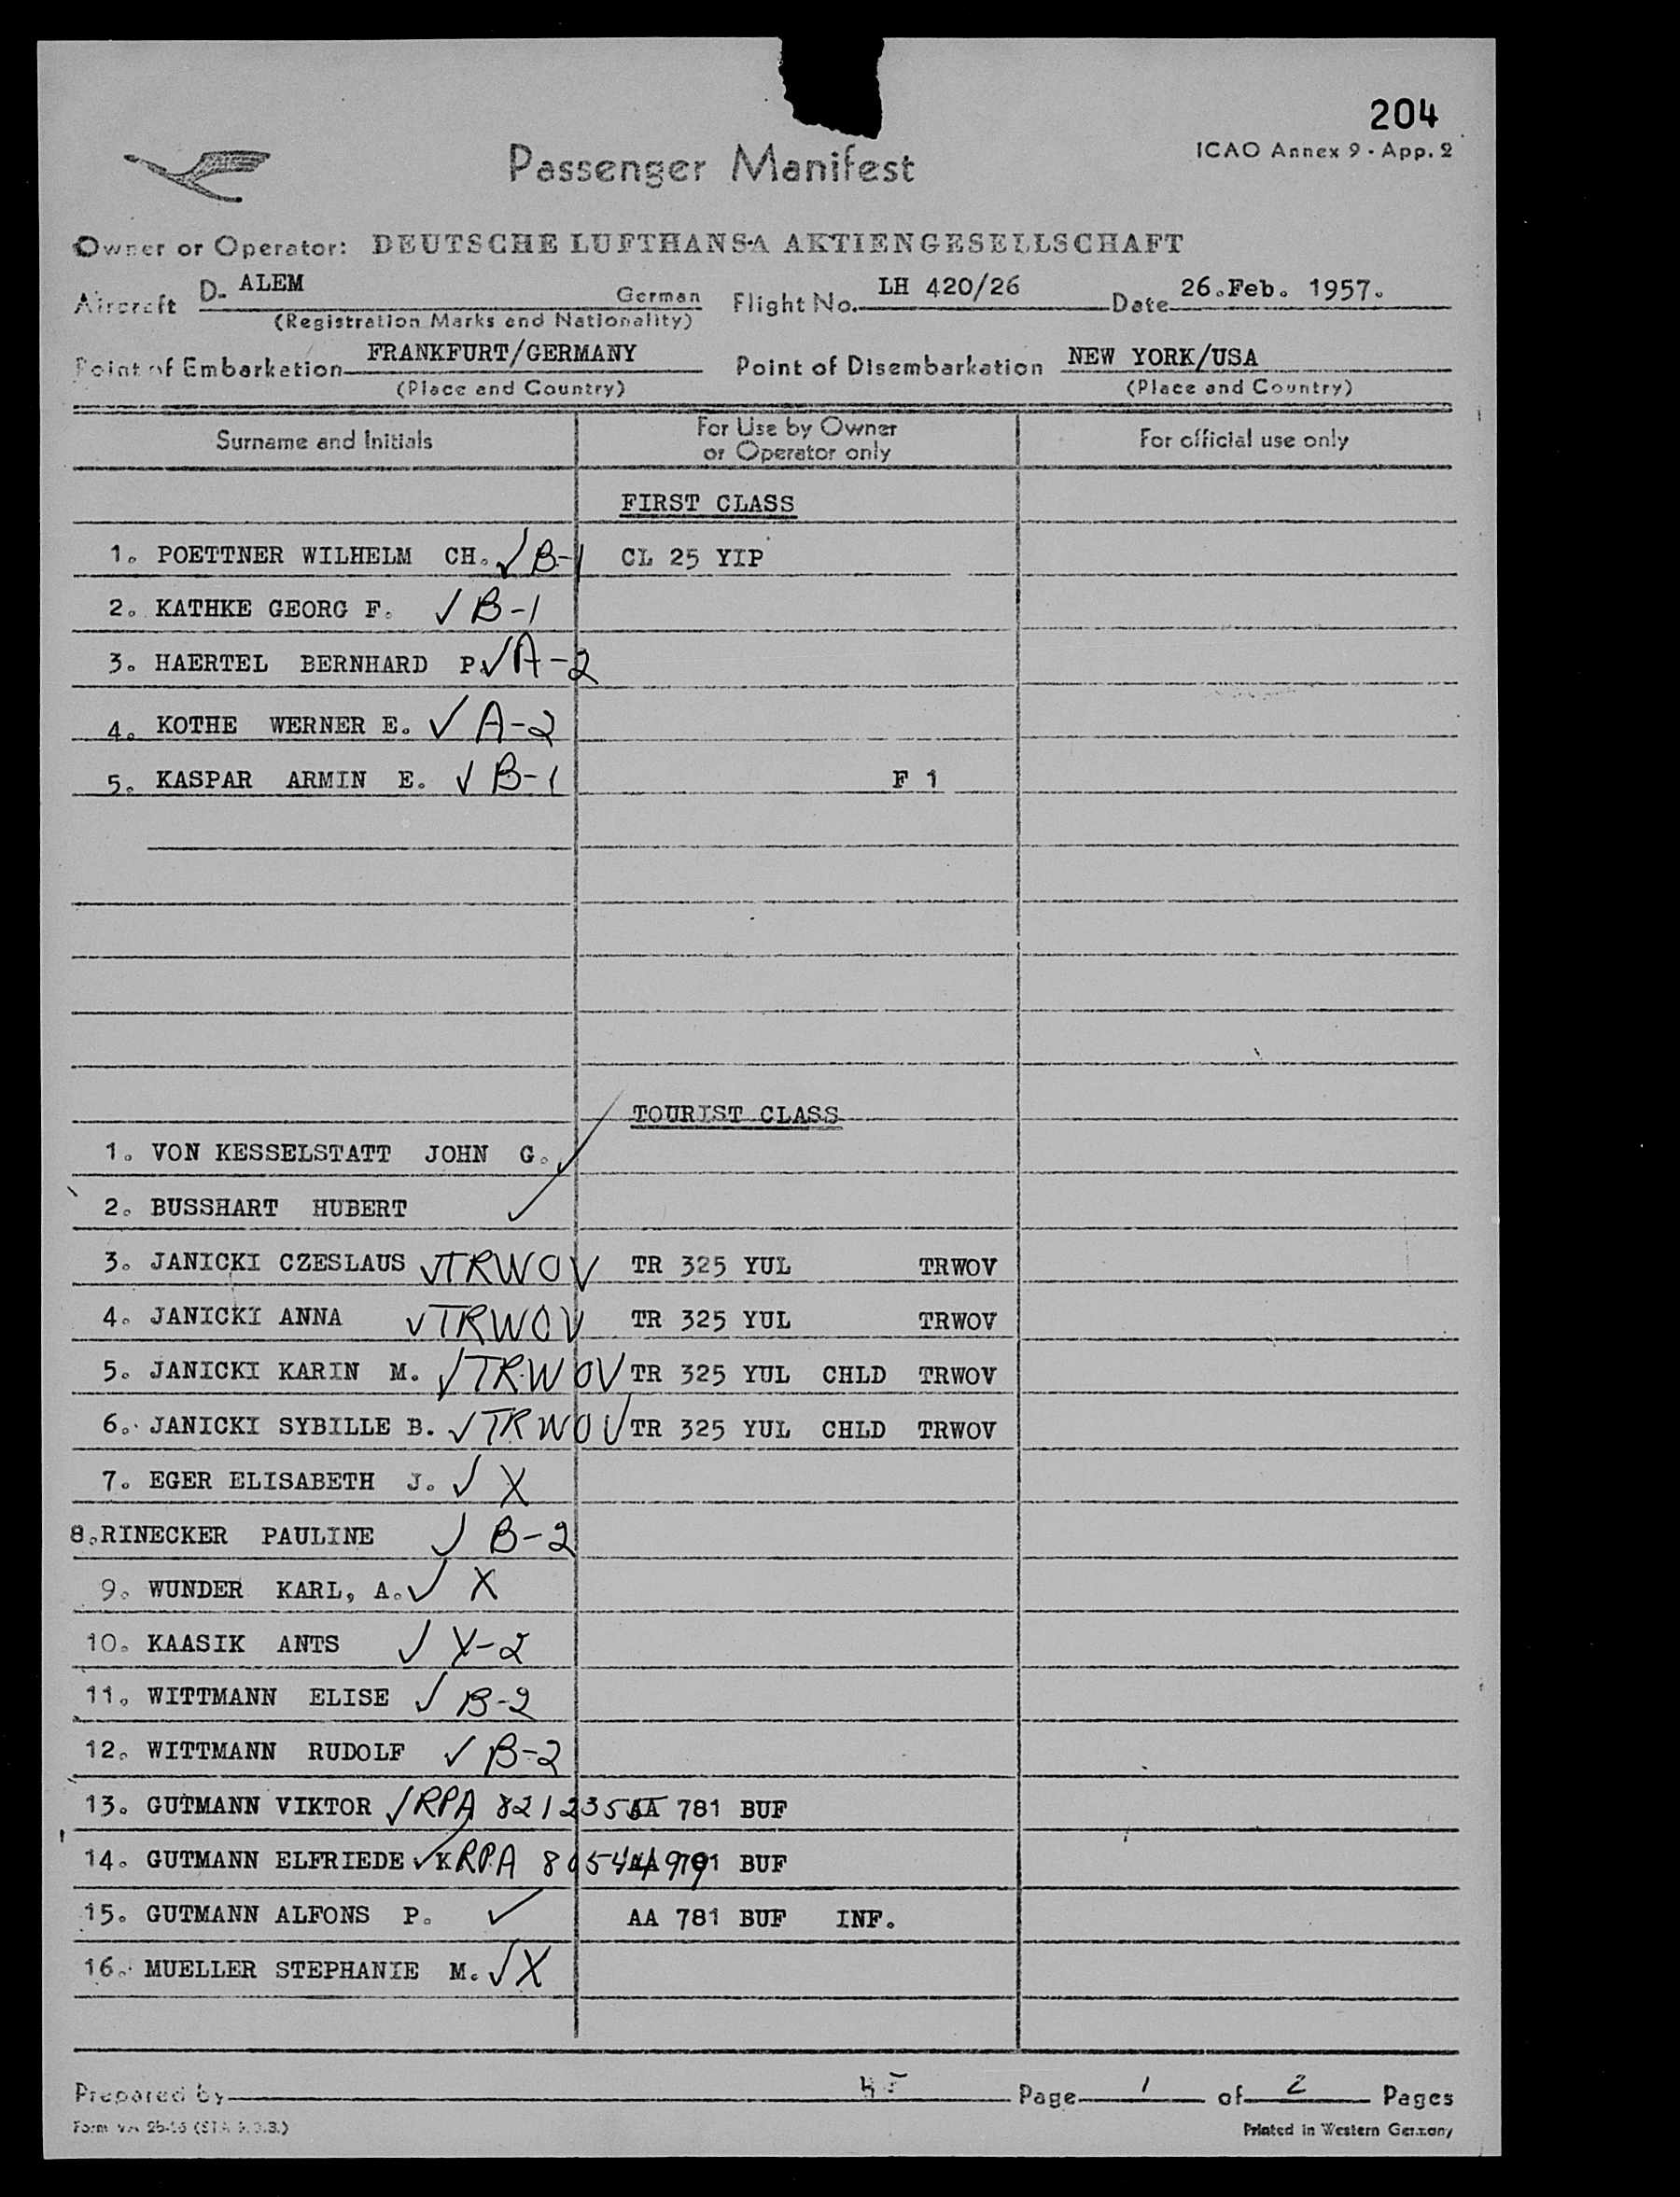 204
ICAO Annex 9 - App. 2
Passenger Manifest
Owner or Operator: DEUTSCHE LUFTHANSA AKTIENGESELLSCHAFT
Aircraft D- ALEM German Flight No. LH 420/26 Date 26.Feb. 1957.
(Registration Marks and Nationality)
Point of Embarketion FRANKFURT/GERMANY Point of Disembarkation NEW YORK/USA
(Place and Country) (Place and Country)
Surname and Initials For Use by Owner or Operator only For official use only
FIRST CLASS
1. POETTNER WILHELM CH. ✓ B-1 CL 25 YIP
2. KATHKE GEORG F. ✓ B-1
3. HAERTEL BERNHARD P. ✓ A-2
4. KOTHE WERNER E. ✓ A-2
5. KASPAR ARMIN E. ✓ B-1 F 1
TOURIST CLASS
1. VON KESSELSTATT JOHN G. ✓
2. BUSSHART HUBERT ✓
3. JANICKI CZESLAUS ✓ TRWOV TR 325 YUL TRWOV
4. JANICKI ANNA ✓ TRWOV TR 325 YUL TRWOV
5. JANICKI KARIN M. ✓ TRWOV TR 325 YUL CHLD TRWOV
6. JANICKI SYBILLE B. ✓ TRWOV TR 325 YUL CHLD TRWOV
7. EGER ELISABETH J. ✓ X
8. RINECKER PAULINE ✓ B-2
9. WUNDER KARL, A. ✓ X
10. KAASIK ANTS ✓ X-2
11. WITTMANN ELISE ✓ B-2
12. WITTMANN RUDOLF ✓ B-2
13. GUTMANN VIKTOR ✓ RPA AA 781 BUF
14. GUTMANN ELFRIEDE ✓ K RPA BUF
15. GUTMANN ALFONS P. ✓ AA 781 BUF INF.
16. MUELLER STEPHANIE M. ✓ X
Prepared by Page 1 of 2 Pages
Form Printed in Western Germany